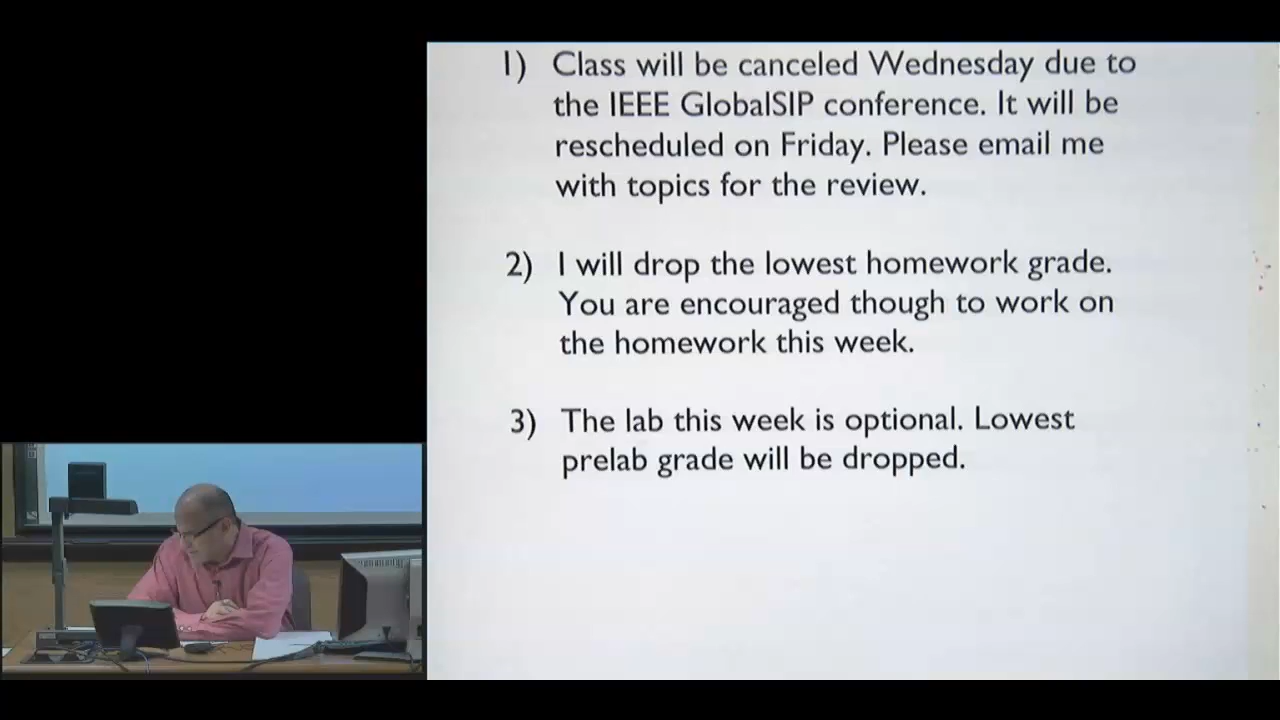 1) Class will be canceled Wednesday due to
the IEEE GlobalSIP conference. It will be
rescheduled on Friday. Please email me
with topics for the review.
2) I will drop the lowest homework grade.
You are encouraged though to work on
the homework this week.
3) The lab this week is optional. Lowest
prelab grade will be dropped.